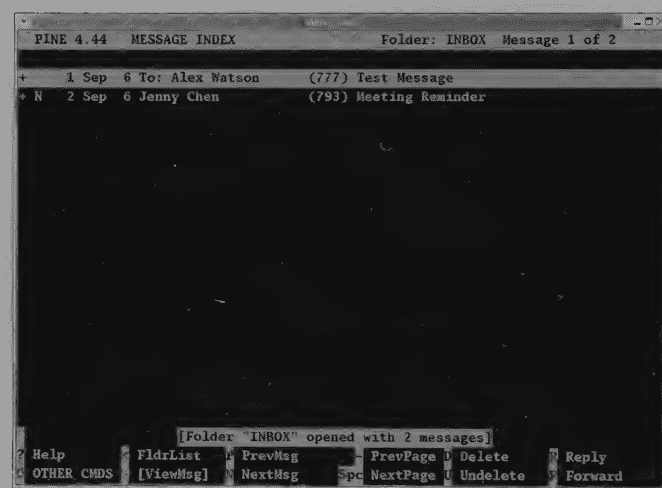 PINE 4.44 MESSAGE INDEX Folder: INBOX Message 1 of 2
+ 1 Sep 6 To: Alex Watson (777) Test Message
+ N 2 Sep 6 Jenny Chen (793) Meeting Reminder
[Folder "INBOX" opened with 2 messages]
? Help < FldrList P PrevMsg - PrevPage D Delete R Reply
OTHER CMDS [ViewMsg] N NextMsg Spc NextPage U Undelete F Forward